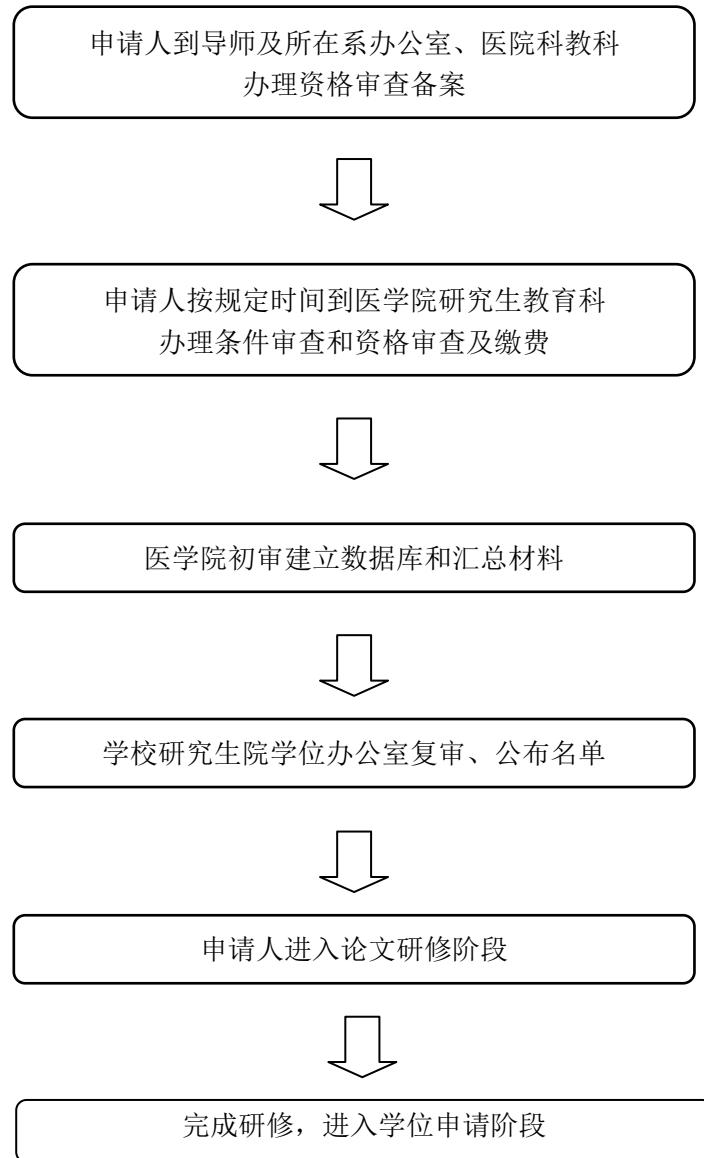 申请人到导师及所在系办公室、医院科教科
办理资格审查备案
申请人按规定时间到医学院研究生教育科
办理条件审查和资格审查及缴费
医学院初审建立数据库和汇总材料
学校研究生院学位办公室复审、公布名单
申请人进入论文研修阶段
完成研修，进入学位申请阶段